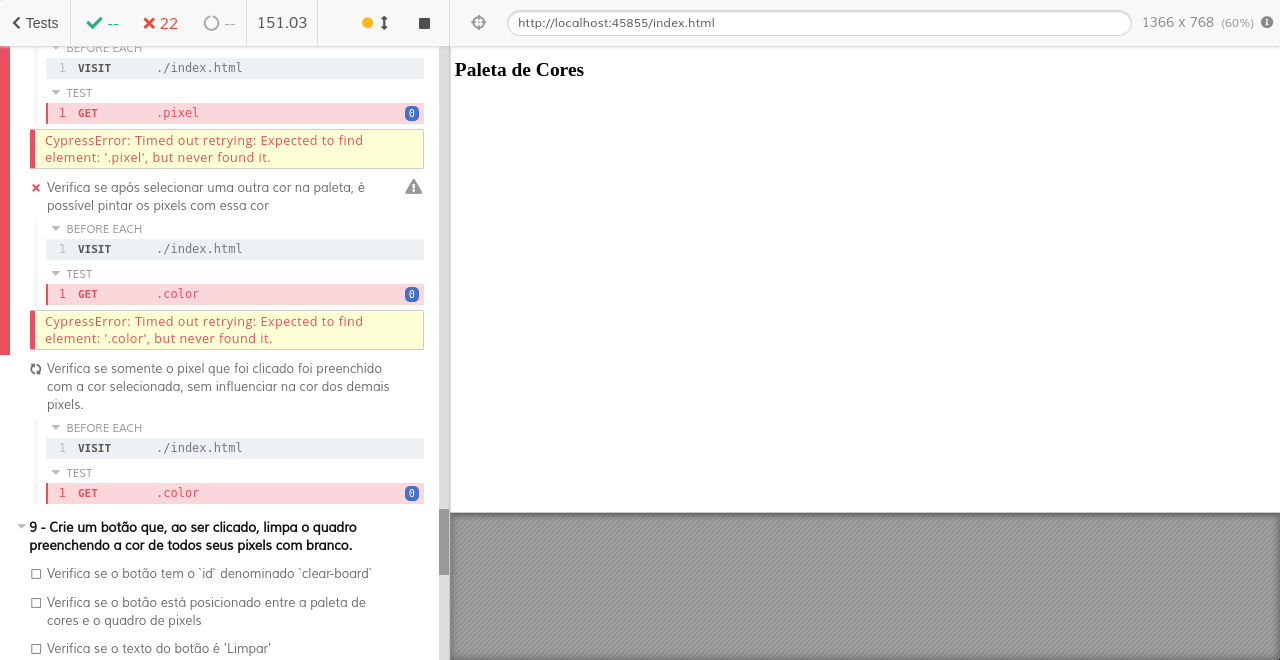 Tests
--
22
--
151.03
http://localhost:45855/index.html
1366 x 768 (60%)
BEFORE EACH
1 VISIT ./index.html
TEST
1 GET .pixel 0
CypressError: Timed out retrying: Expected to find
element: '.pixel', but never found it.
Verifica se após selecionar uma outra cor na paleta, é
possível pintar os pixels com essa cor
BEFORE EACH
1 VISIT ./index.html
TEST
1 GET .color 0
CypressError: Timed out retrying: Expected to find
element: '.color', but never found it.
Verifica se somente o pixel que foi clicado foi preenchido
com a cor selecionada, sem influenciar na cor dos demais
pixels.
BEFORE EACH
1 VISIT ./index.html
TEST
1 GET .color 0
9 - Crie um botão que, ao ser clicado, limpa o quadro
preenchendo a cor de todos seus pixels com branco.
Verifica se o botão tem o `id` denominado `clear-board`
Verifica se o botão está posicionado entre a paleta de
cores e o quadro de pixels
Verifica se o texto do botão é 'Limpar'
Paleta de Cores